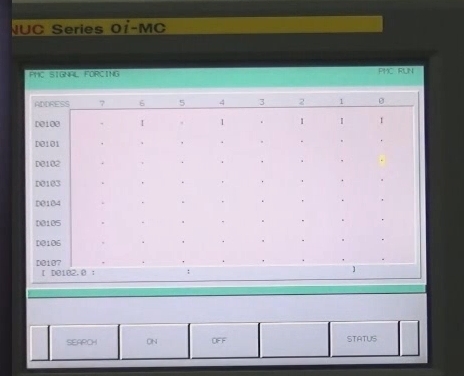 NUC Series 0i-MC
PMC SIGNAL FORCING PMC RUN
ADDRESS 7 6 5 4 3 2 1 0
D0100 . I . I . I I I
D0101 . . . . . . . .
D0102 . . . . . . . .
D0103 . . . . . . . .
D0104 . . . . . . . .
D0105 . . . . . . . .
D0106 . . . . . . . .
D0107 . . . . . . . .
[ D0102.0 : : ]
SEARCH ON OFF STATUS